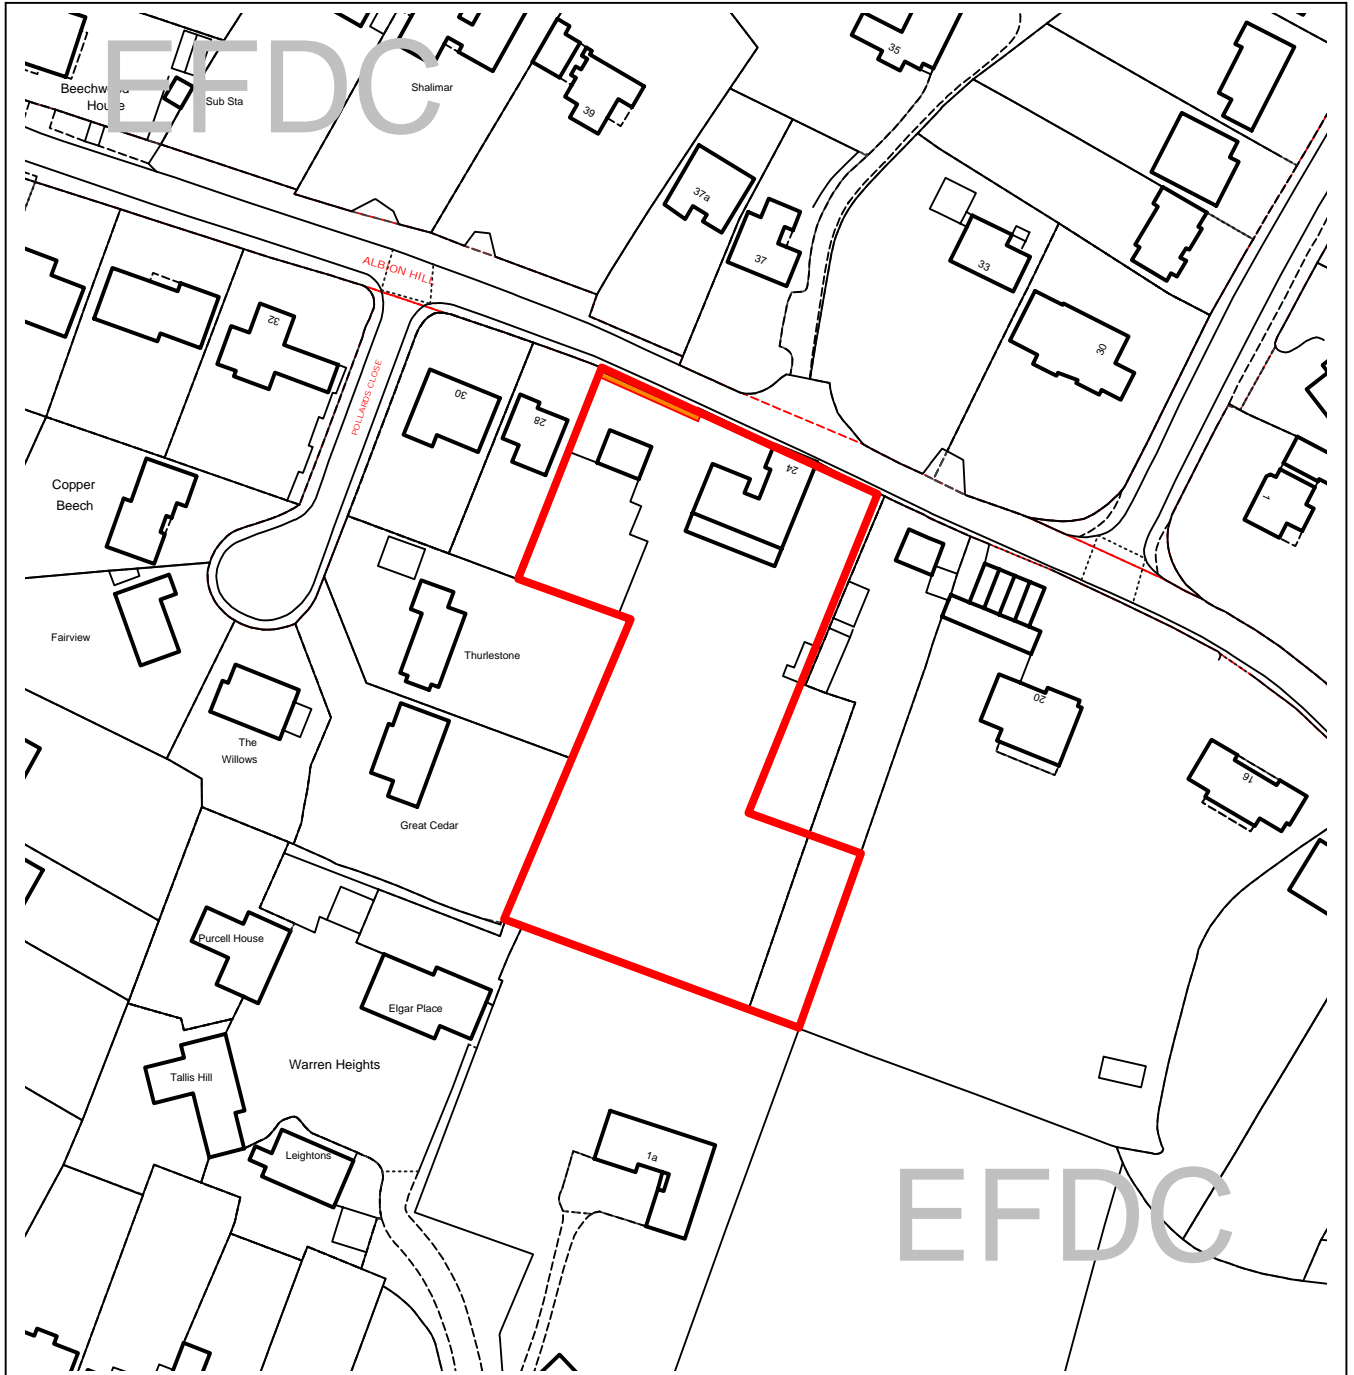 EFDC
35
Beechwood
House
Sub Sta
Shalimar
39
37a
37
33
ALBION HILL
32
30
POLLARDS CLOSE
30
28
24
Copper
Beech
1
Fairview
Thurlestone
The
Willows
20
16
Great Cedar
Purcell House
Elgar Place
Warren Heights
Tallis Hill
Leightons
1a
EFDC